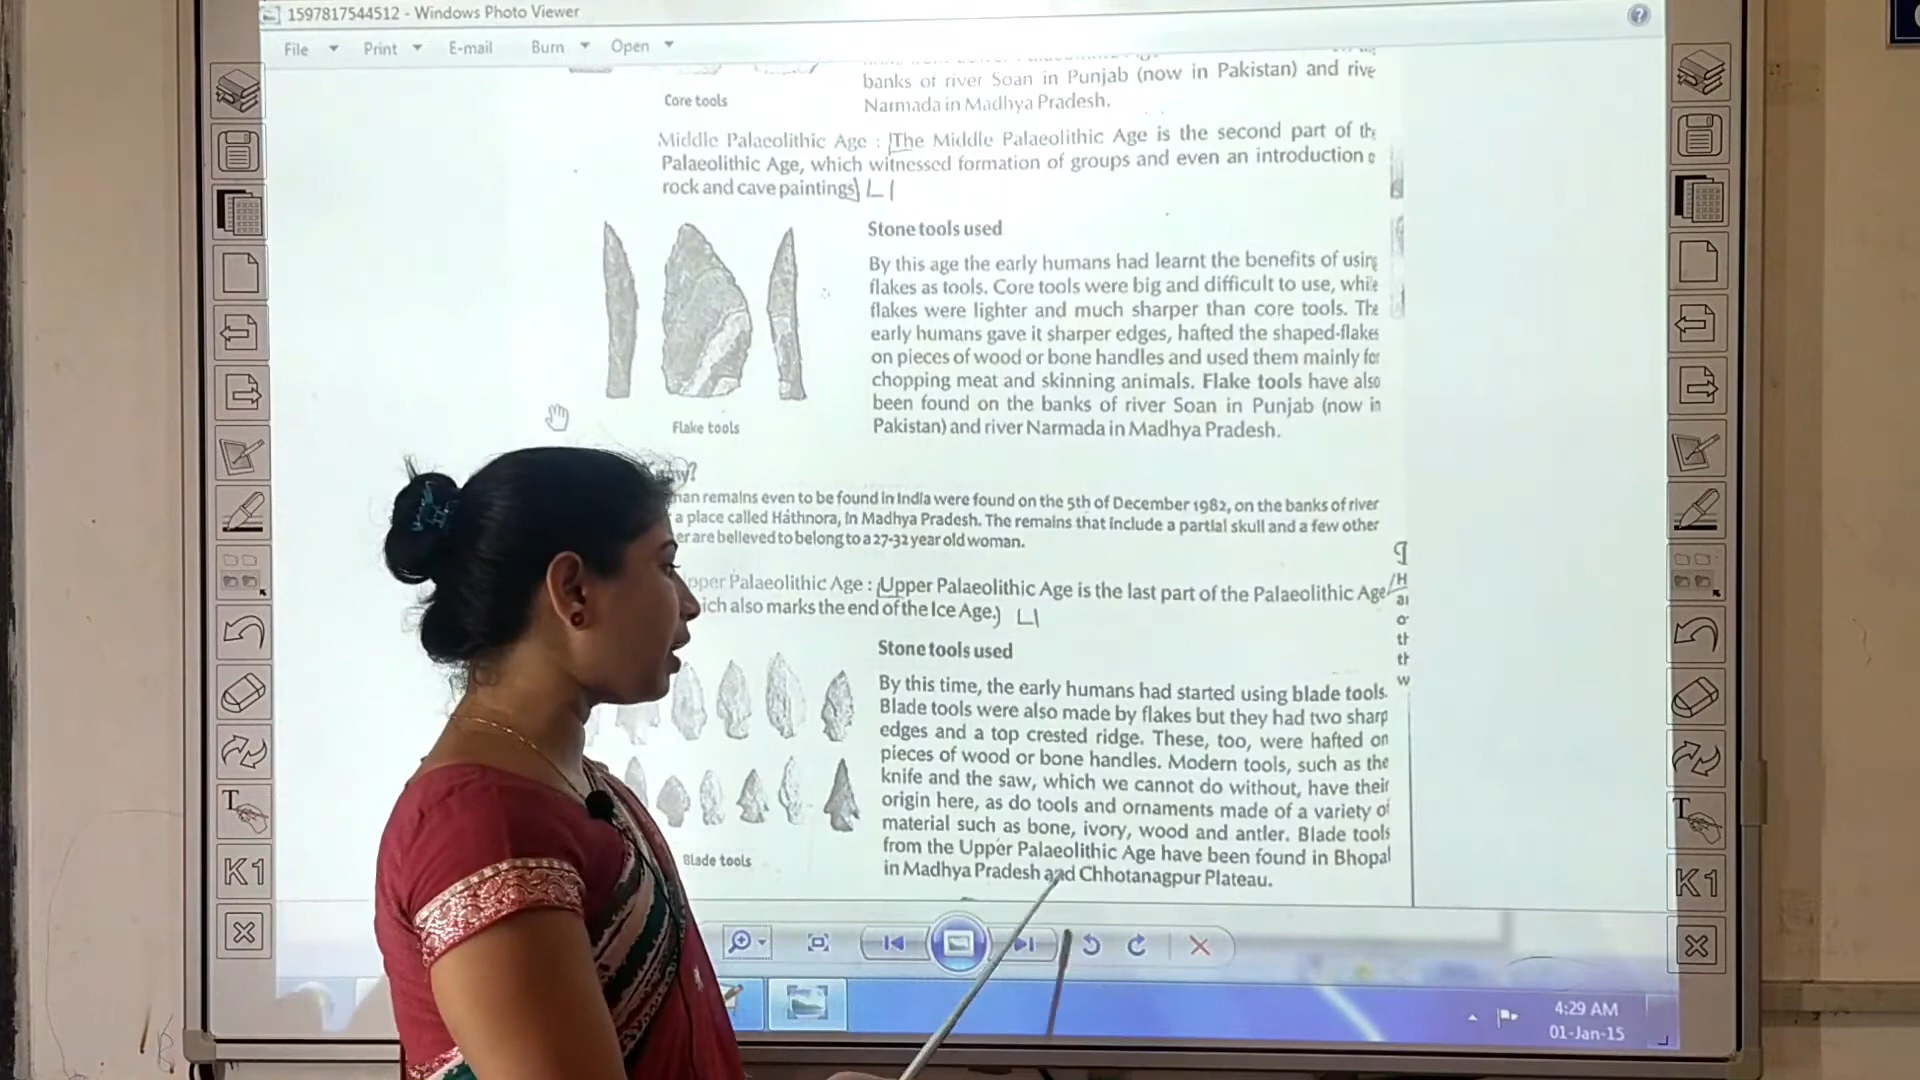 1597817544512 - Windows Photo Viewer
File Print E-mail Burn Open
Core tools
banks of river Soan in Punjab (now in Pakistan) and rive
Narmada in Madhya Pradesh.
Middle Palaeolithic Age : The Middle Palaeolithic Age is the second part of th
Palaeolithic Age, which witnessed formation of groups and even an introduction o
rock and cave paintings
Stone tools used
By this age the early humans had learnt the benefits of using
flakes as tools. Core tools were big and difficult to use, while
flakes were lighter and much sharper than core tools. The
early humans gave it sharper edges, hafted the shaped-flakes
on pieces of wood or bone handles and used them mainly for
chopping meat and skinning animals. Flake tools have also
been found on the banks of river Soan in Punjab (now in
Pakistan) and river Narmada in Madhya Pradesh.
Flake tools
man remains even to be found in India were found on the 5th of December 1982, on the banks of river
a place called Hathnora, in Madhya Pradesh. The remains that include a partial skull and a few other
er are believed to belong to a 27-32 year old woman.
pper Palaeolithic Age : (Upper Palaeolithic Age is the last part of the Palaeolithic Age
ich also marks the end of the Ice Age.)
Stone tools used
By this time, the early humans had started using blade tools.
Blade tools were also made by flakes but they had two sharp
edges and a top crested ridge. These, too, were hafted on
pieces of wood or bone handles. Modern tools, such as the
knife and the saw, which we cannot do without, have their
origin here, as do tools and ornaments made of a variety of
material such as bone, ivory, wood and antler. Blade tools
from the Upper Palaeolithic Age have been found in Bhopal
in Madhya Pradesh and Chhotanagpur Plateau.
Blade tools
T
K1
T
K1
4:29 AM
01-Jan-15